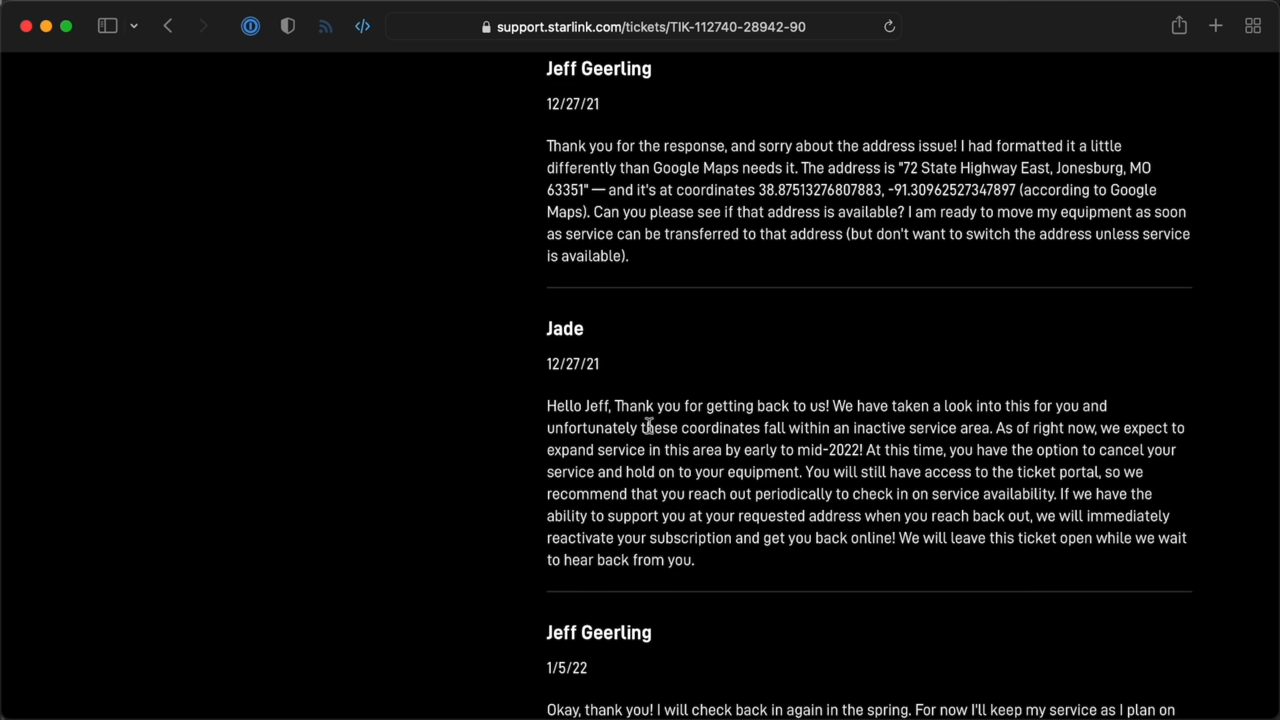 support.starlink.com/tickets/TIK-112740-28942-90
Jeff Geerling
12/27/21
Thank you for the response, and sorry about the address issue! I had formatted it a little
differently than Google Maps needs it. The address is "72 State Highway East, Jonesburg, MO
63351" — and it's at coordinates 38.87513276807883, -91.30962527347897 (according to Google
Maps). Can you please see if that address is available? I am ready to move my equipment as soon
as service can be transferred to that address (but don't want to switch the address unless service
is available).
Jade
12/27/21
Hello Jeff, Thank you for getting back to us! We have taken a look into this for you and
unfortunately these coordinates fall within an inactive service area. As of right now, we expect to
expand service in this area by early to mid-2022! At this time, you have the option to cancel your
service and hold on to your equipment. You will still have access to the ticket portal, so we
recommend that you reach out periodically to check in on service availability. If we have the
ability to support you at your requested address when you reach back out, we will immediately
reactivate your subscription and get you back online! We will leave this ticket open while we wait
to hear back from you.
Jeff Geerling
1/5/22
Okay, thank you! I will check back in again in the spring. For now I'll keep my service as I plan on